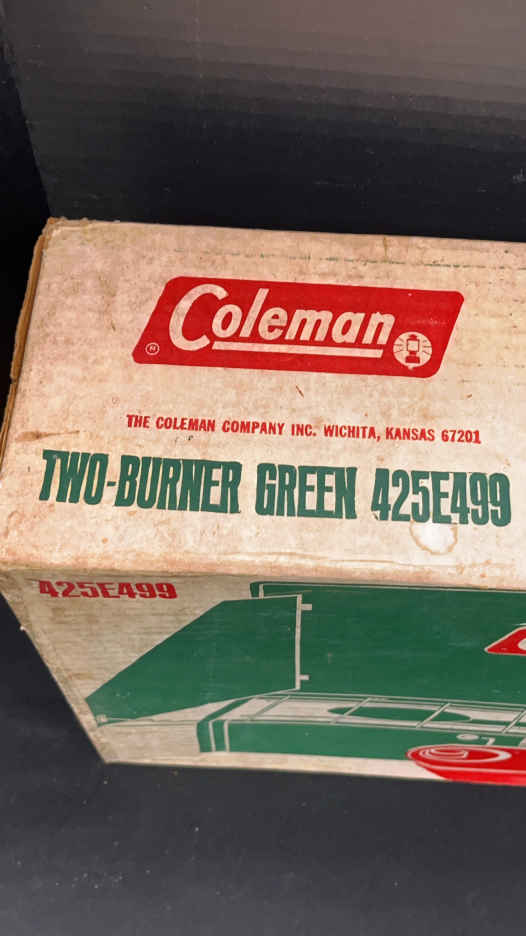 Coleman
®
THE COLEMAN COMPANY INC. WICHITA, KANSAS 67201
TWO-BURNER GREEN 425E499
425E499